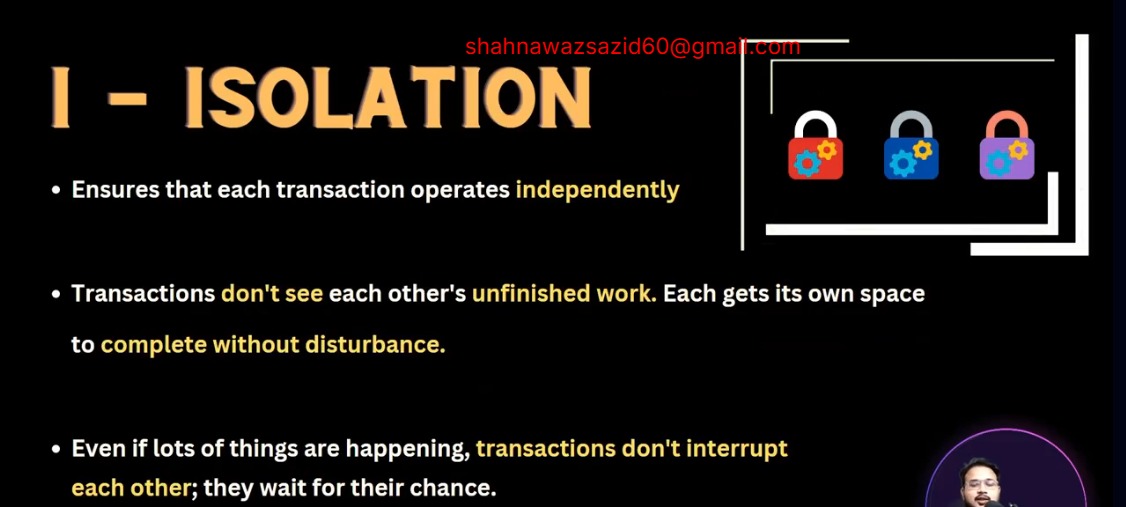 shahnawazsazid60@gmail.com
I - ISOLATION
• Ensures that each transaction operates independently
• Transactions don't see each other's unfinished work. Each gets its own space
to complete without disturbance.
• Even if lots of things are happening, transactions don't interrupt
each other; they wait for their chance.